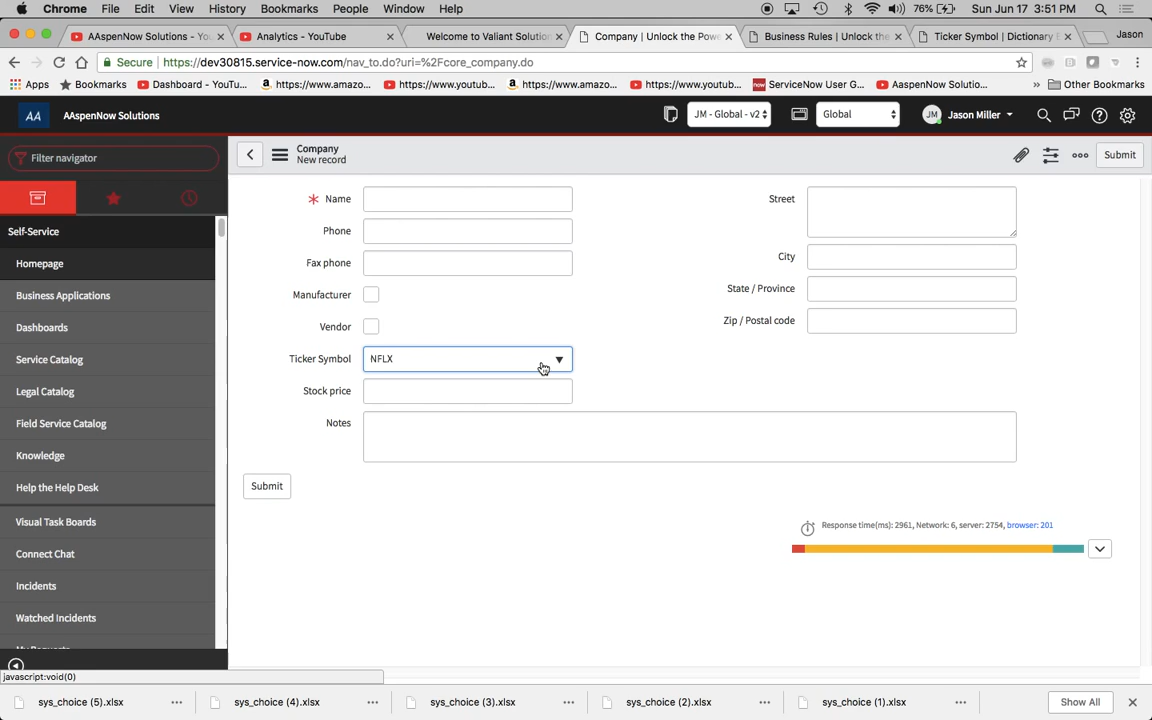 Chrome File Edit View History Bookmarks People Window Help 76% Sun Jun 17 3:51 PM
AAspenNow Solutions - Yo Analytics - YouTube Welcome to Valiant Solution Company | Unlock the Powe Business Rules | Unlock the Ticker Symbol | Dictionary E Jason
Secure https://dev30815.service-now.com/nav_to.do?uri=%2Fcore_company.do
Apps Bookmarks Dashboard - YouTu... https://www.amazo... https://www.youtub... https://www.amazo... https://www.youtub... now ServiceNow User G... AaspenNow Solutio... » Other Bookmarks
AA AAspenNow Solutions JM - Global - v2 Global JM Jason Miller
Filter navigator
Company
New record
Submit
Self-Service
Homepage
Business Applications
Dashboards
Service Catalog
Legal Catalog
Field Service Catalog
Knowledge
Help the Help Desk
Visual Task Boards
Connect Chat
Incidents
Watched Incidents
My Requests
* Name
Phone
Fax phone
Manufacturer
Vendor
Ticker Symbol NFLX
Stock price
Notes
Street
City
State / Province
Zip / Postal code
Submit
Response time(ms): 2961, Network: 6, server: 2754, browser: 201
javascript:void(0)
sys_choice (5).xlsx sys_choice (4).xlsx sys_choice (3).xlsx sys_choice (2).xlsx sys_choice (1).xlsx Show All